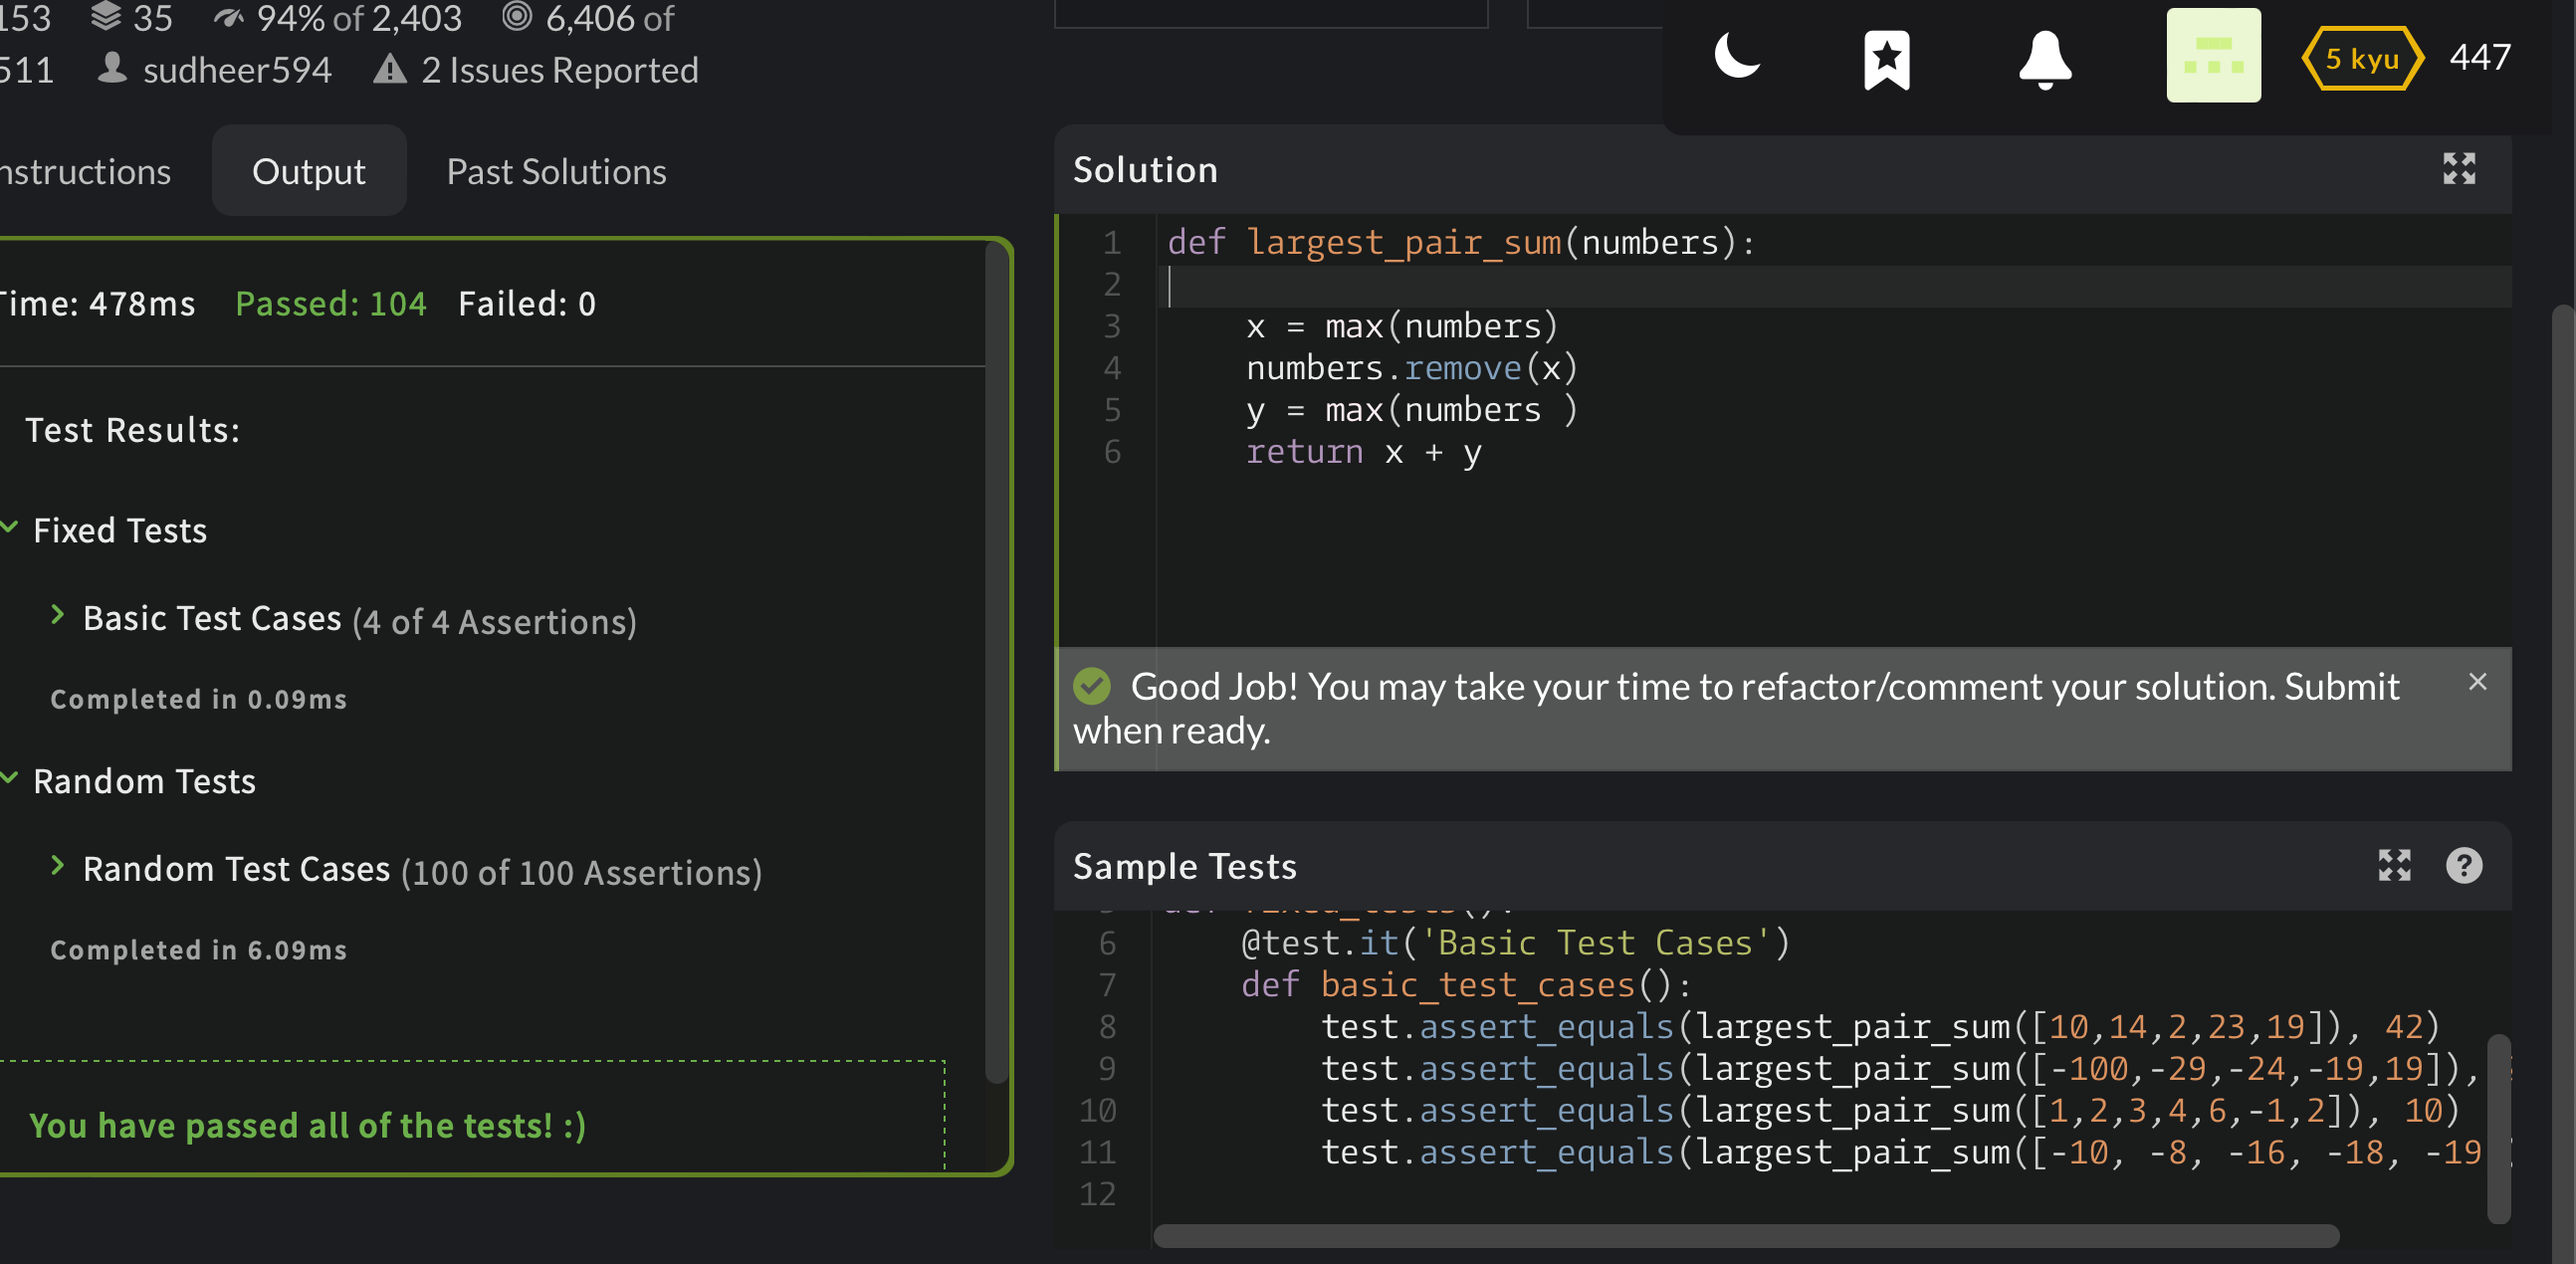 153 35 94% of 2,403 6,406 of
511 sudheer594 2 Issues Reported
5 kyu 447
nstructions Output Past Solutions
Time: 478ms Passed: 104 Failed: 0
Test Results:
Fixed Tests
Basic Test Cases (4 of 4 Assertions)
Completed in 0.09ms
Random Tests
Random Test Cases (100 of 100 Assertions)
Completed in 6.09ms
You have passed all of the tests! :)
Solution
1 def largest_pair_sum(numbers):
2
3 x = max(numbers)
4 numbers.remove(x)
5 y = max(numbers )
6 return x + y
Good Job! You may take your time to refactor/comment your solution. Submit
when ready.
Sample Tests
5 def fixed_tests():
6 @test.it('Basic Test Cases')
7 def basic_test_cases():
8 test.assert_equals(largest_pair_sum([10,14,2,23,19]), 42)
9 test.assert_equals(largest_pair_sum([-100,-29,-24,-19,19]),
10 test.assert_equals(largest_pair_sum([1,2,3,4,6,-1,2]), 10)
11 test.assert_equals(largest_pair_sum([-10, -8, -16, -18, -19
12